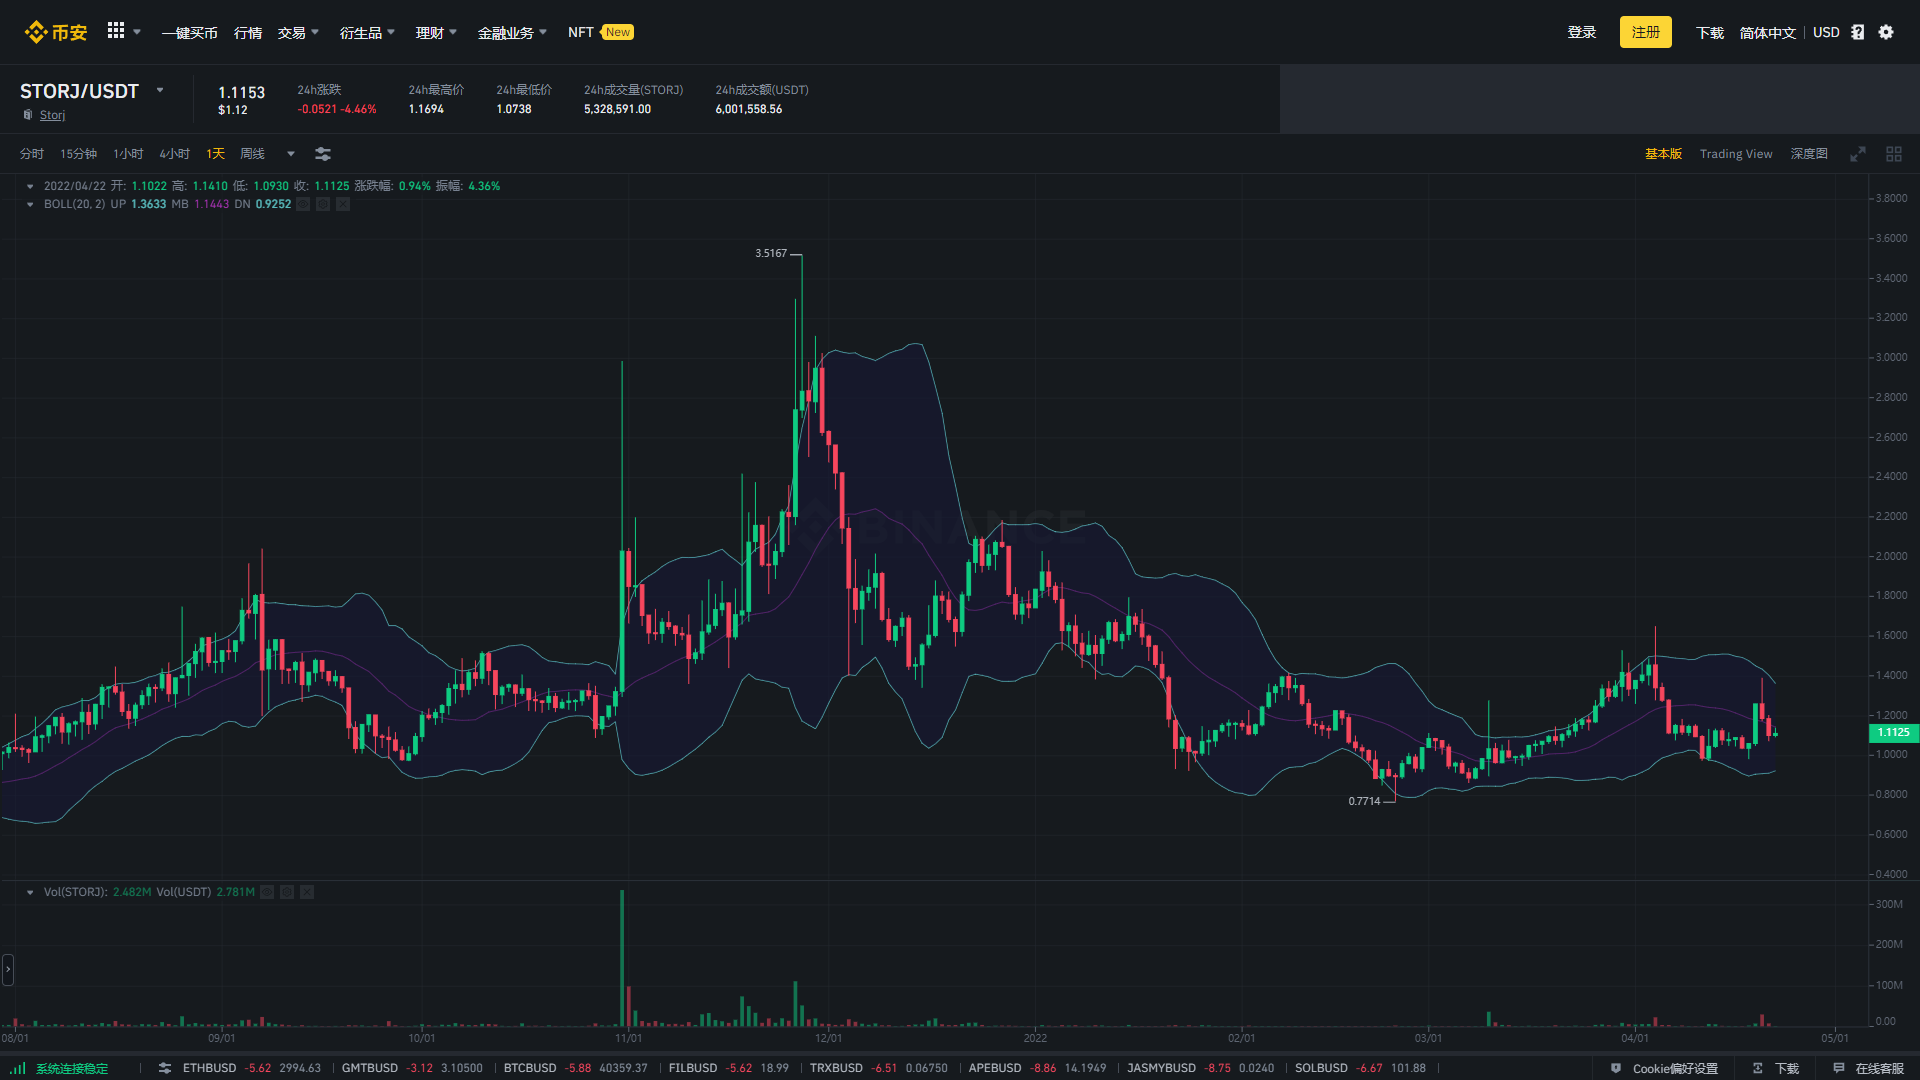 币安 一键买币 行情 交易 衍生品 理财 金融业务 NFT New 登录 注册 下载 简体中文 USD
STORJ/USDT
Storj
1.1153
$1.12
24h涨跌
-0.0521 -4.46%
24h最高价
1.1694
24h最低价
1.0738
24h成交量(STORJ)
5,328,591.00
24h成交额(USDT)
6,001,558.56
分时 15分钟 1小时 4小时 1天 周线 基本版 Trading View 深度图
2022/04/22 开: 1.1022 高: 1.1410 低: 1.0930 收: 1.1125 涨跌幅: 0.94% 振幅: 4.36%
BOLL(20, 2) UP 1.3633 MB 1.1443 DN 0.9252
3.5167
BINANCE
0.7714
3.8000
3.6000
3.4000
3.2000
3.0000
2.8000
2.6000
2.4000
2.2000
2.0000
1.8000
1.6000
1.4000
1.2000
1.1125
1.0000
0.8000
0.6000
0.4000
Vol(STORJ): 2.482M Vol(USDT) 2.781M
300M
200M
100M
0.00
08/01 09/01 10/01 11/01 12/01 2022 02/01 03/01 04/01 05/01
系统连接稳定 ETHBUSD -5.62 2994.63 GMTBUSD -3.12 3.10500 BTCBUSD -5.88 40359.37 FILBUSD -5.62 18.99 TRXBUSD -6.51 0.06750 APEBUSD -8.86 14.1949 JASMYBUSD -8.75 0.0240 SOLBUSD -6.67 101.88 Cookie偏好设置 下载 在线客服